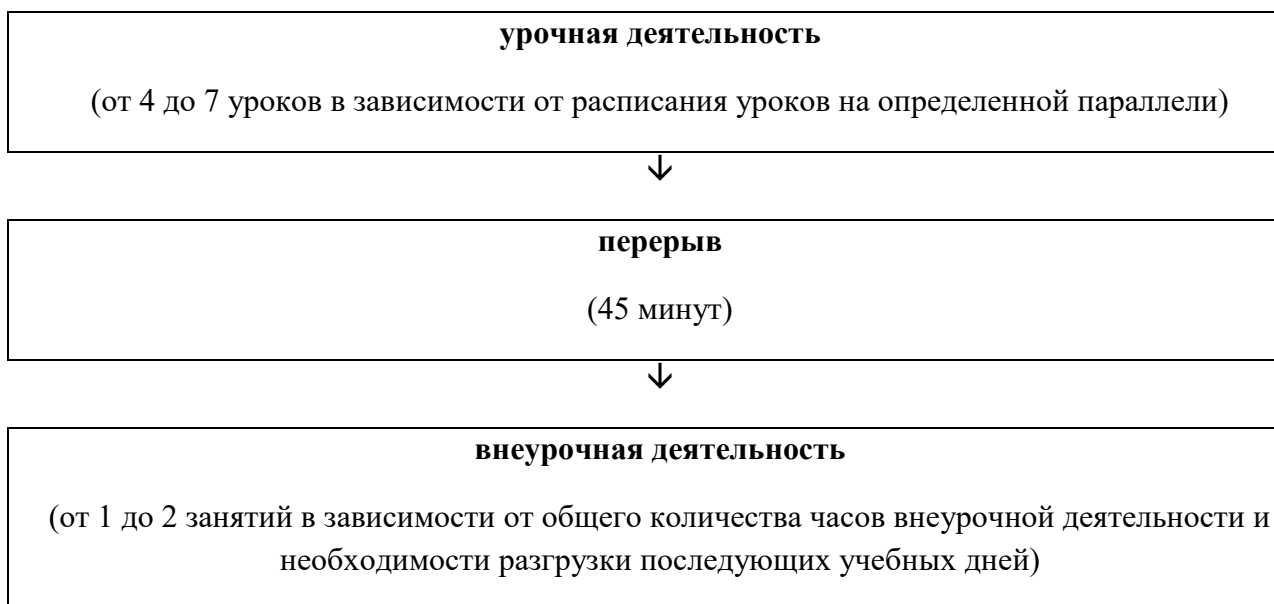 урочная деятельность
(от 4 до 7 уроков в зависимости от расписания уроков на определенной параллели)
↓
перерыв
(45 минут)
↓
внеурочная деятельность
(от 1 до 2 занятий в зависимости от общего количества часов внеурочной деятельности и
необходимости разгрузки последующих учебных дней)